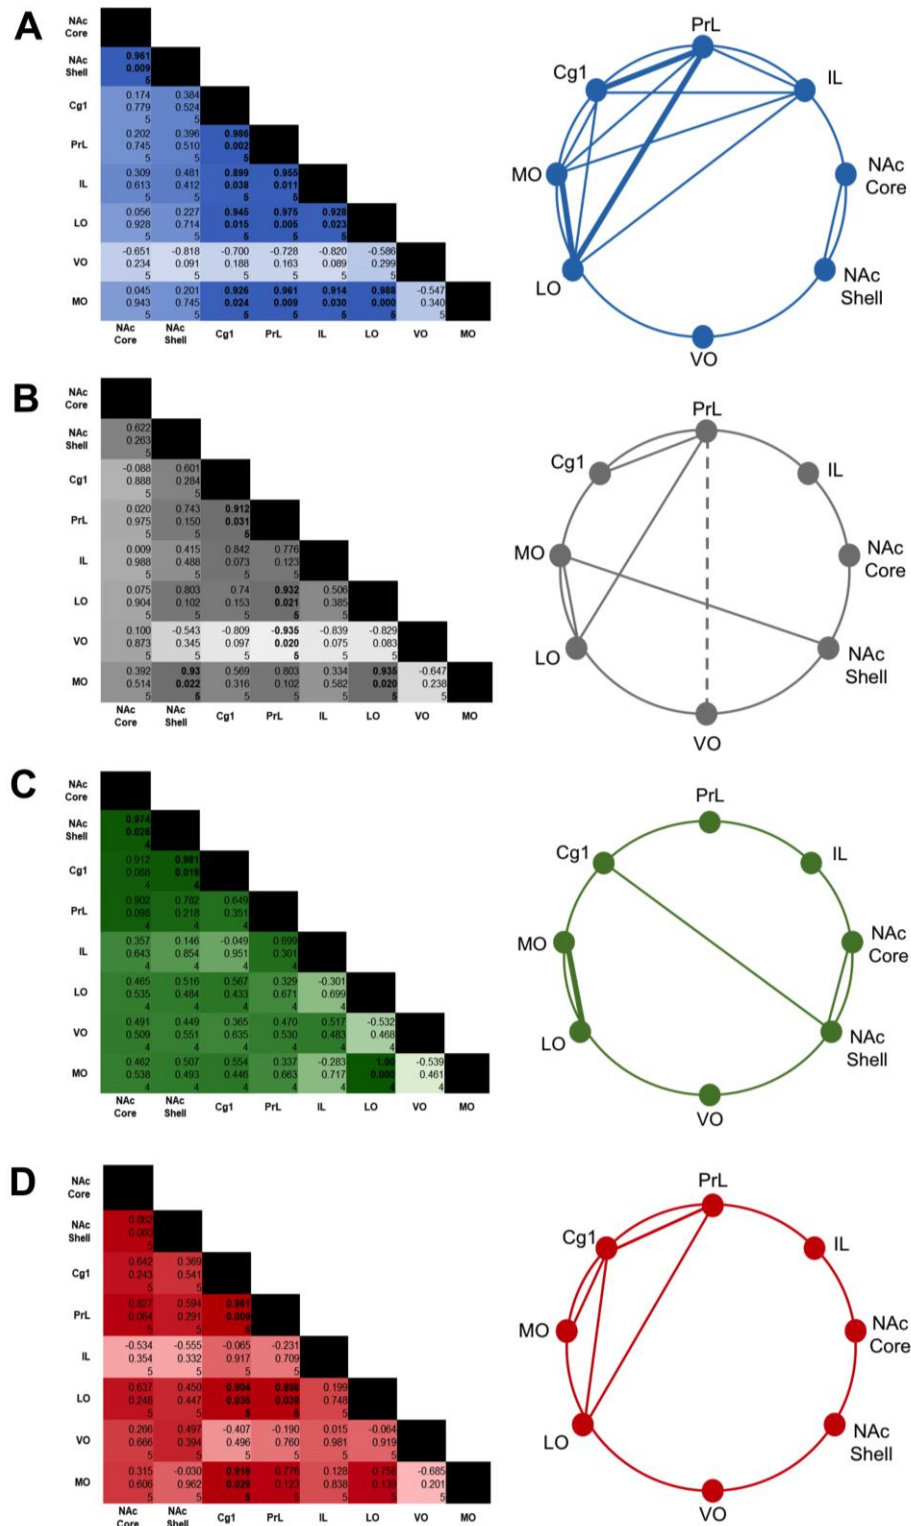 A
NAc
Core
NAc
Shell
0.961
0.009
5
Cg1
0.174 0.384
0.779 0.524
5 5
PrL
0.202 0.396 0.986
0.745 0.510 0.002
5 5 5
IL
0.309 0.481 0.899 0.955
0.613 0.412 0.038 0.011
5 5 5 5
LO
0.056 0.227 0.945 0.975 0.928
0.928 0.714 0.015 0.005 0.023
5 5 5 5 5
VO
-0.651 -0.818 -0.700 -0.728 -0.820 -0.586
0.234 0.091 0.188 0.163 0.089 0.299
5 5 5 5 5 5
MO
0.045 0.201 0.926 0.961 0.914 0.988 -0.547
0.943 0.745 0.024 0.009 0.030 0.000 0.340
5 5 5 5 5 5 5
NAc Core NAc Shell Cg1 PrL IL LO VO MO
PrL
Cg1
IL
MO
NAc
Core
LO
NAc
Shell
VO
B
NAc
Core
NAc
Shell
0.622
0.263
5
Cg1
-0.088 0.601
0.888 0.284
5 5
PrL
0.020 0.743 0.912
0.975 0.150 0.031
5 5 5
IL
0.009 0.415 0.842 0.776
0.988 0.488 0.073 0.123
5 5 5 5
LO
0.075 0.803 0.74 0.932 0.506
0.904 0.102 0.153 0.021 0.385
5 5 5 5 5
VO
0.100 -0.543 -0.809 -0.935 -0.839 -0.829
0.873 0.345 0.097 0.020 0.075 0.083
5 5 5 5 5 5
MO
0.392 0.93 0.569 0.803 0.334 0.935 -0.647
0.514 0.022 0.316 0.102 0.582 0.020 0.238
5 5 5 5 5 5 5
NAc Core NAc Shell Cg1 PrL IL LO VO MO
PrL
Cg1
IL
MO
NAc
Core
LO
NAc
Shell
VO
C
NAc
Core
NAc
Shell
0.974
0.026
4
Cg1
0.912 0.981
0.088 0.019
4 4
PrL
0.902 0.782 0.649
0.098 0.218 0.351
4 4 4
IL
0.357 0.146 -0.049 0.699
0.643 0.854 0.951 0.301
4 4 4 4
LO
0.465 0.516 0.567 0.329 -0.301
0.535 0.484 0.433 0.671 0.699
4 4 4 4 4
VO
0.491 0.449 0.365 0.470 0.517 -0.532
0.509 0.551 0.635 0.530 0.483 0.468
4 4 4 4 4 4
MO
0.462 0.507 0.554 0.337 -0.283 1.00 -0.539
0.538 0.493 0.446 0.663 0.717 0.000 0.461
4 4 4 4 4 4 4
NAc Core NAc Shell Cg1 PrL IL LO VO MO
PrL
Cg1
IL
MO
NAc
Core
LO
NAc
Shell
VO
D
NAc
Core
NAc
Shell
0.862
0.060
5
Cg1
0.642 0.369
0.243 0.541
5 5
PrL
0.827 0.594 0.961
0.084 0.291 0.009
5 5 5
IL
-0.534 -0.555 -0.065 -0.231
0.354 0.332 0.917 0.709
5 5 5 5
LO
0.637 0.450 0.904 0.898 0.199
0.248 0.447 0.035 0.039 0.748
5 5 5 5 5
VO
0.266 0.497 -0.407 -0.190 0.015 -0.064
0.666 0.394 0.496 0.760 0.981 0.919
5 5 5 5 5 5
MO
0.315 -0.030 0.916 0.776 0.128 0.756 -0.685
0.606 0.962 0.029 0.123 0.838 0.139 0.201
5 5 5 5 5 5 5
NAc Core NAc Shell Cg1 PrL IL LO VO MO
PrL
Cg1
IL
MO
NAc
Core
LO
NAc
Shell
VO